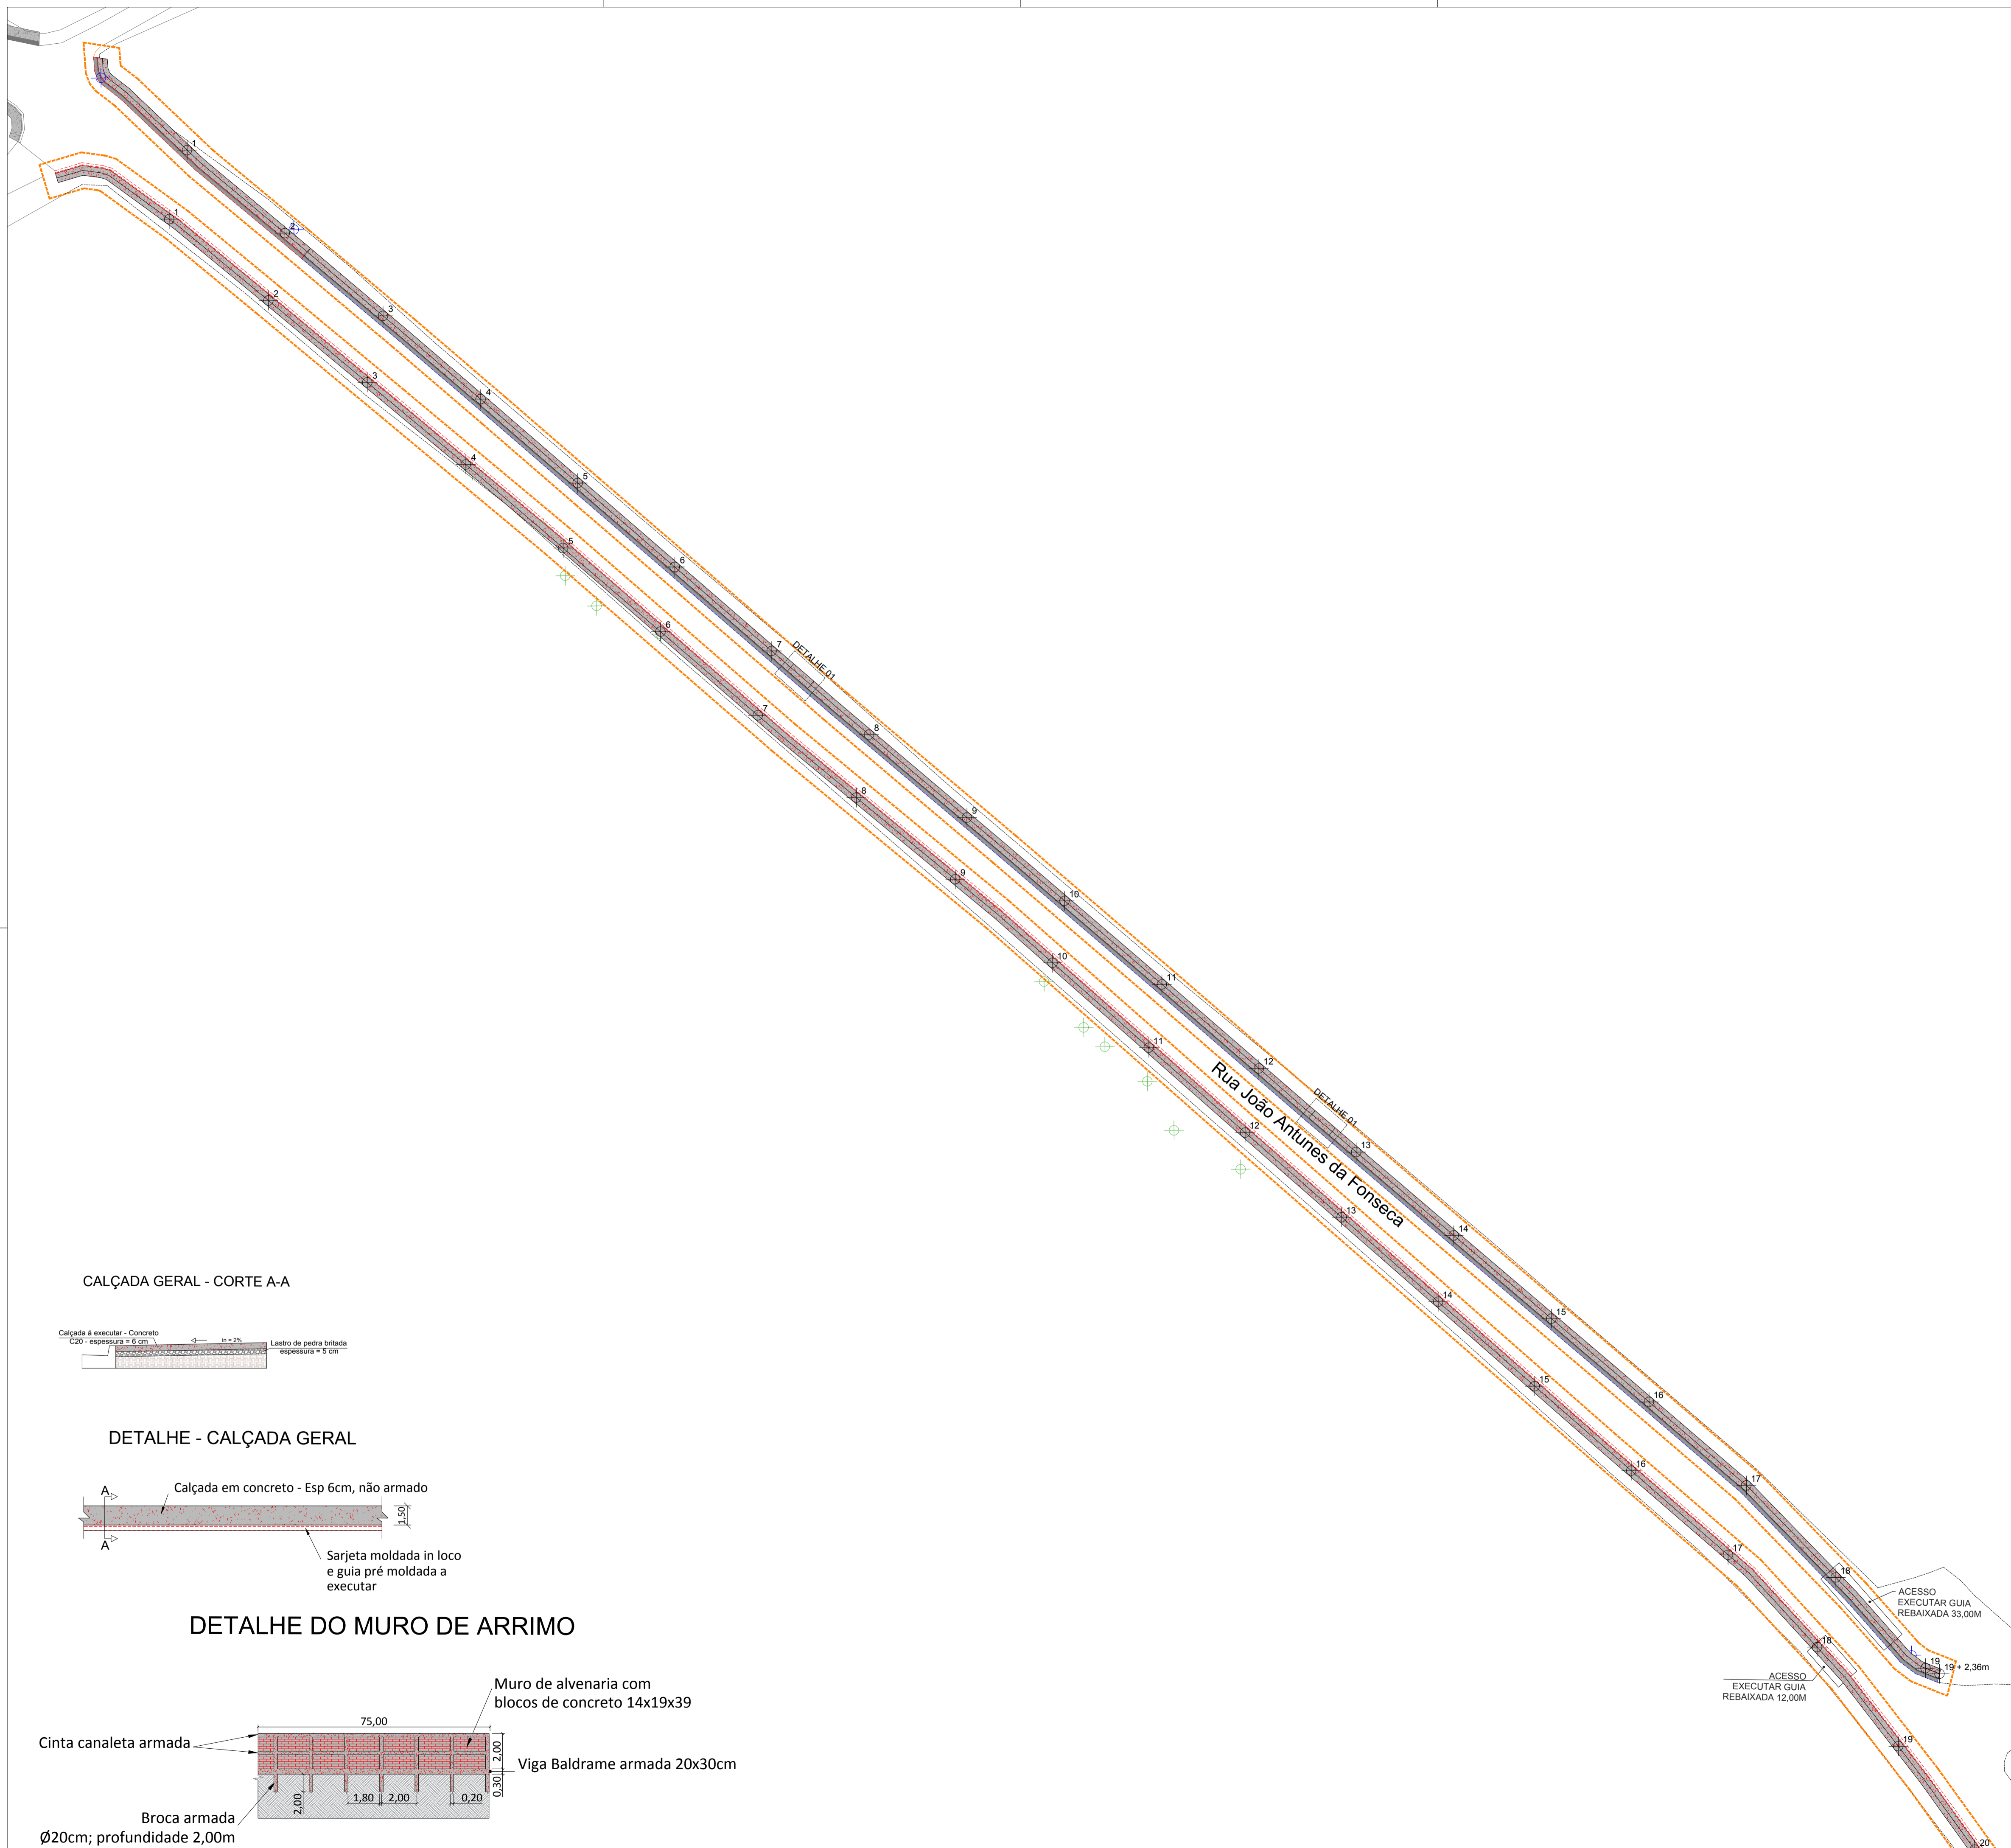 1
1
2
2
3
3
4
4
5
5
6
6
7
DETALHE 01
7
8
8
9
9
10
10
11
11
12
12
Rua João Antunes da Fonseca
DETALHE 01
13
13
14
14
15
15
16
16
17
17
18
ACESSO
EXECUTAR GUIA
REBAIXADA 33,00M
18
19
19 + 2,36m
ACESSO
EXECUTAR GUIA
REBAIXADA 12,00M
19
20
CALÇADA GERAL - CORTE A-A
Calçada á executar - Concreto
C20 - espessura = 6 cm
in = 2%
Lastro de pedra britada
espessura = 5 cm
DETALHE - CALÇADA GERAL
A
Calçada em concreto - Esp 6cm, não armado
1,50
A
Sarjeta moldada in loco
e guia pré moldada a
executar
DETALHE DO MURO DE ARRIMO
Muro de alvenaria com
blocos de concreto 14x19x39
75,00
Cinta canaleta armada
2,00
Viga Baldrame armada 20x30cm
0,30
2,00
1,80
2,00
0,20
Broca armada
Ø20cm; profundidade 2,00m